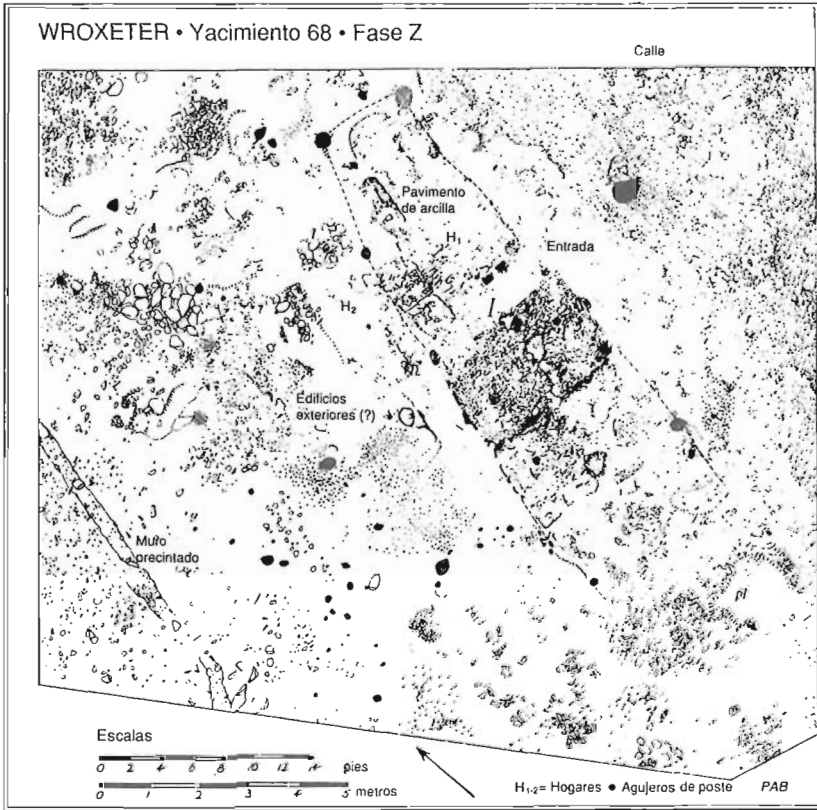 WROXETER • Yacimiento 68 • Fase Z
Calle
Pavimento
de arcilla
H₁
Entrada
H₂
Edificios
exteriores (?)
Muro
precintado
pl
Escalas
0 2 4 6 8 10 12 14 pies
0 1 2 3 4 5 metros
H₁₋₂= Hogares ● Agujeros de poste PAB